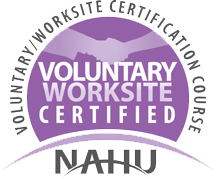 VOLUNTARY/WORKSITE CERTIFICATION COURSE
VOLUNTARY
WORKSITE
CERTIFIED
NAHU